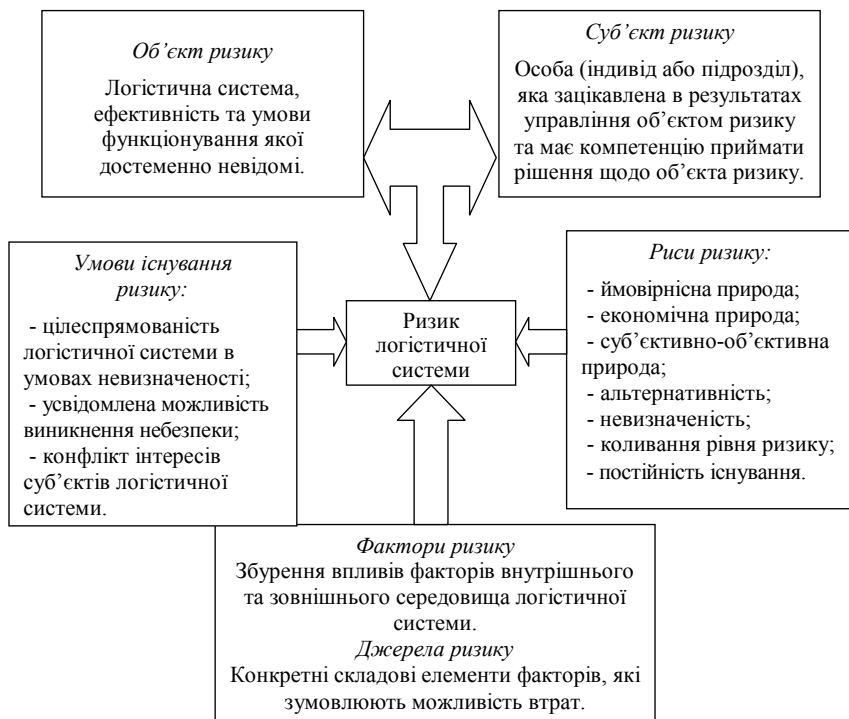 Об’єкт ризику
Логістична система,
ефективність та умови
функціонування якої
достеменно невідомі.
Суб’єкт ризику
Особа (індивід або підрозділ),
яка зацікавлена в результатах
управління об’єктом ризику
та має компетенцію приймати
рішення щодо об’єкта ризику.
Умови існування
ризику:
- цілеспрямованість
логістичної системи в
умовах невизначеності;
- усвідомлена можливість
виникнення небезпеки;
- конфлікт інтересів
суб’єктів логістичної
системи.
Ризик
логістичної
системи
Риси ризику:
- ймовірнісна природа;
- економічна природа;
- суб’єктивно-об’єктивна
природа;
- альтернативність;
- невизначеність;
- коливання рівня ризику;
- постійність існування.
Фактори ризику
Збурення впливів факторів внутрішнього
та зовнішнього середовища логістичної
системи.
Джерела ризику
Конкретні складові елементи факторів, які
зумовлюють можливість втрат.